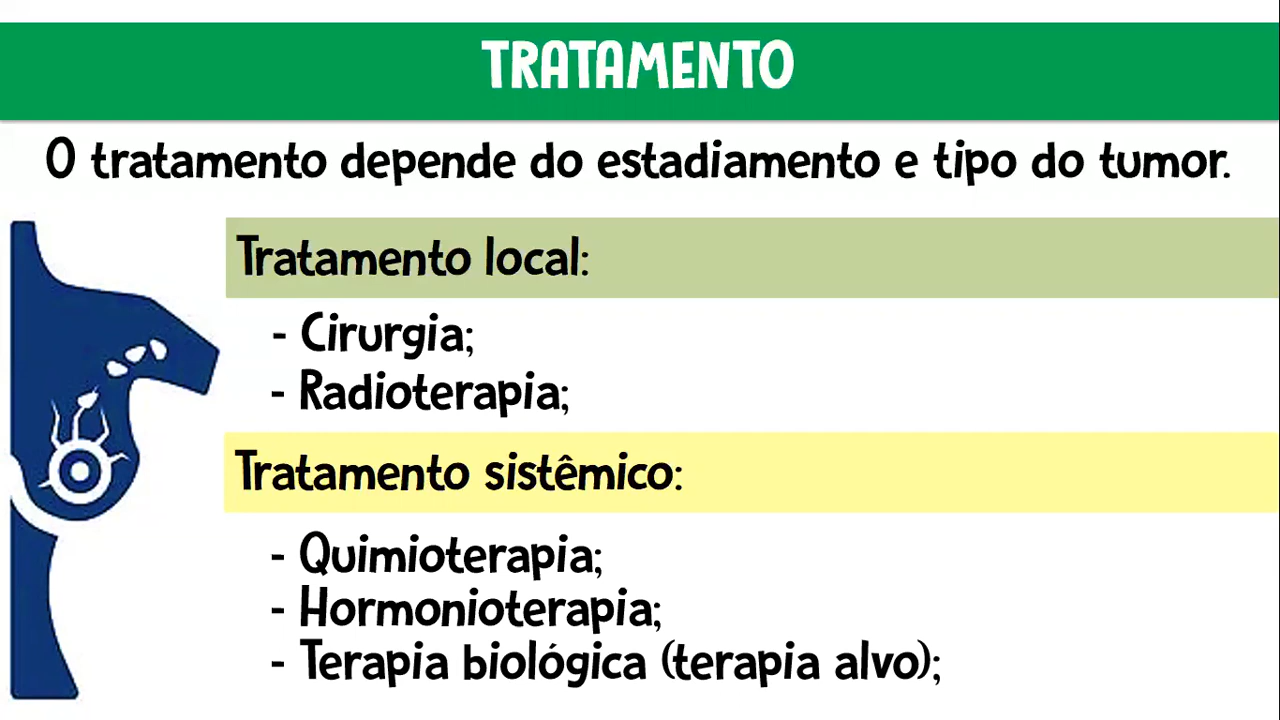 TRATAMENTO
O tratamento depende do estadiamento e tipo do tumor.
Tratamento local:
- Cirurgia;
- Radioterapia;
Tratamento sistêmico:
- Quimioterapia;
- Hormonioterapia;
- Terapia biológica (terapia alvo);